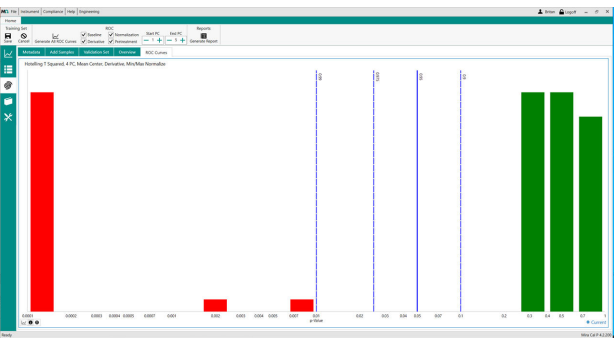 File Instrument Compliance Help Engineering
Brian Logoff
Home
Training Set ROC Reports
Save Cancel Generate All ROC Curves Baseline Normalization Start PC End PC Generate Report
Derivative Pretreatment 1 5
Metadata Add Samples Validation Set Overview ROC Curves
Hotelling T Squared, 4 PC, Mean Center, Derivative, Min/Max Normalize
0.0001 0.0002 0.0003 0.0004 0.0005 0.0007 0.001 0.002 0.003 0.004 0.005 0.007 0.01 0.03 0.04 0.05 0.07 0.1 0.2 0.3 0.4 0.5 0.7 1
p-Value
Current
Ready